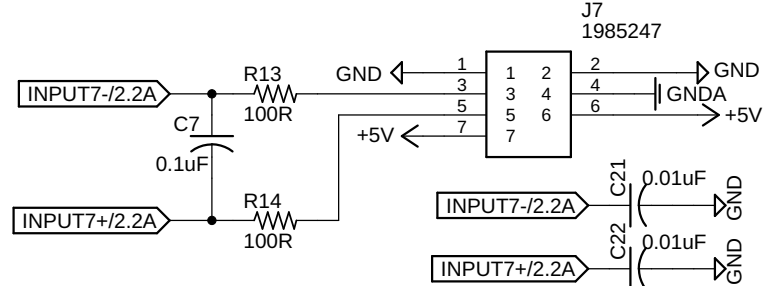 J7
1985247
R13
100R
GND
1
3
5
7
1 2
3 4
5 6
7
2
4
6
GND
GNDA
+5V
+5V
INPUT7-/2.2A
C7
0.1uF
R14
100R
INPUT7+/2.2A
C21
0.01uF
INPUT7-/2.2A
GND
C22
0.01uF
INPUT7+/2.2A
GND